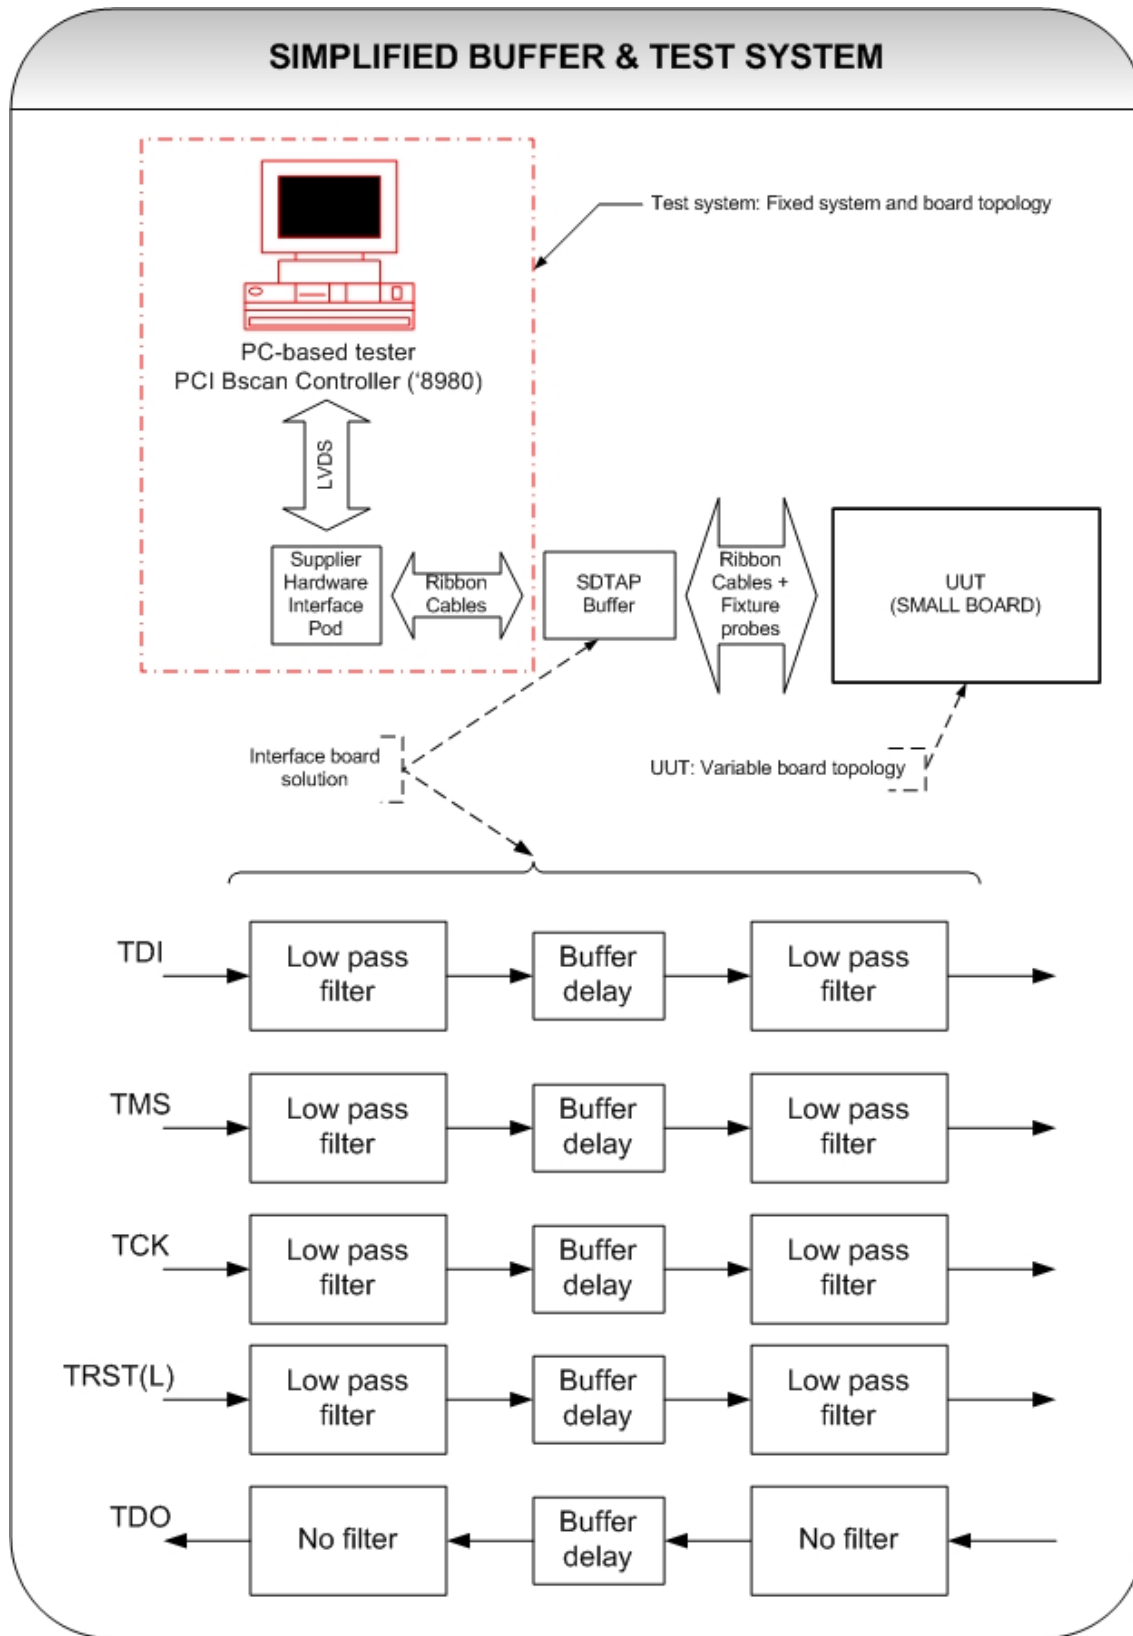 SIMPLIFIED BUFFER & TEST SYSTEM
Test system: Fixed system and board topology
PC-based tester
PCI Bscan Controller (‘8980)
LVDS
Supplier
Hardware
Interface
Pod
Ribbon
Cables
SDTAP
Buffer
Ribbon
Cables +
Fixture
probes
UUT
(SMALL BOARD)
Interface board
solution
UUT: Variable board topology
TDI
Low pass
filter
Buffer
delay
Low pass
filter
TMS
Low pass
filter
Buffer
delay
Low pass
filter
TCK
Low pass
filter
Buffer
delay
Low pass
filter
TRST(L)
Low pass
filter
Buffer
delay
Low pass
filter
TDO
No filter
Buffer
delay
No filter